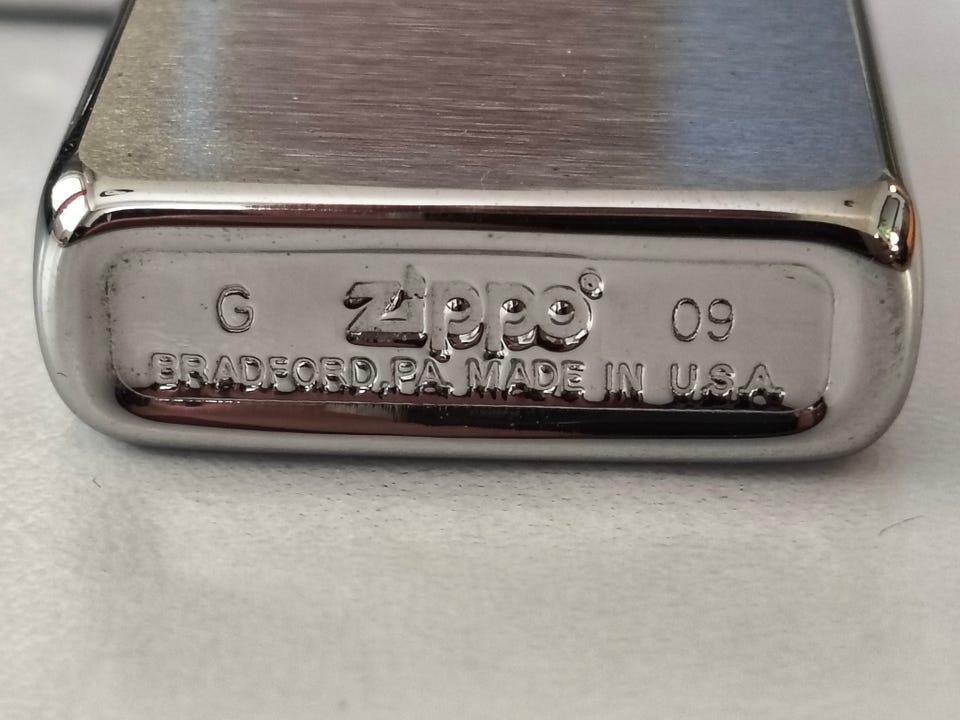 G Zippo® 09
BRADFORD,PA. MADE IN U.S.A.